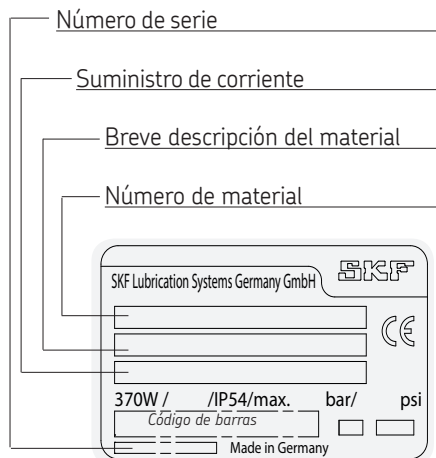 Número de serie
Suministro de corriente
Breve descripción del material
Número de material
SKF Lubrication Systems Germany GmbH SKF
CE
370W / /IP54/max. bar/ psi
Código de barras
Made in Germany